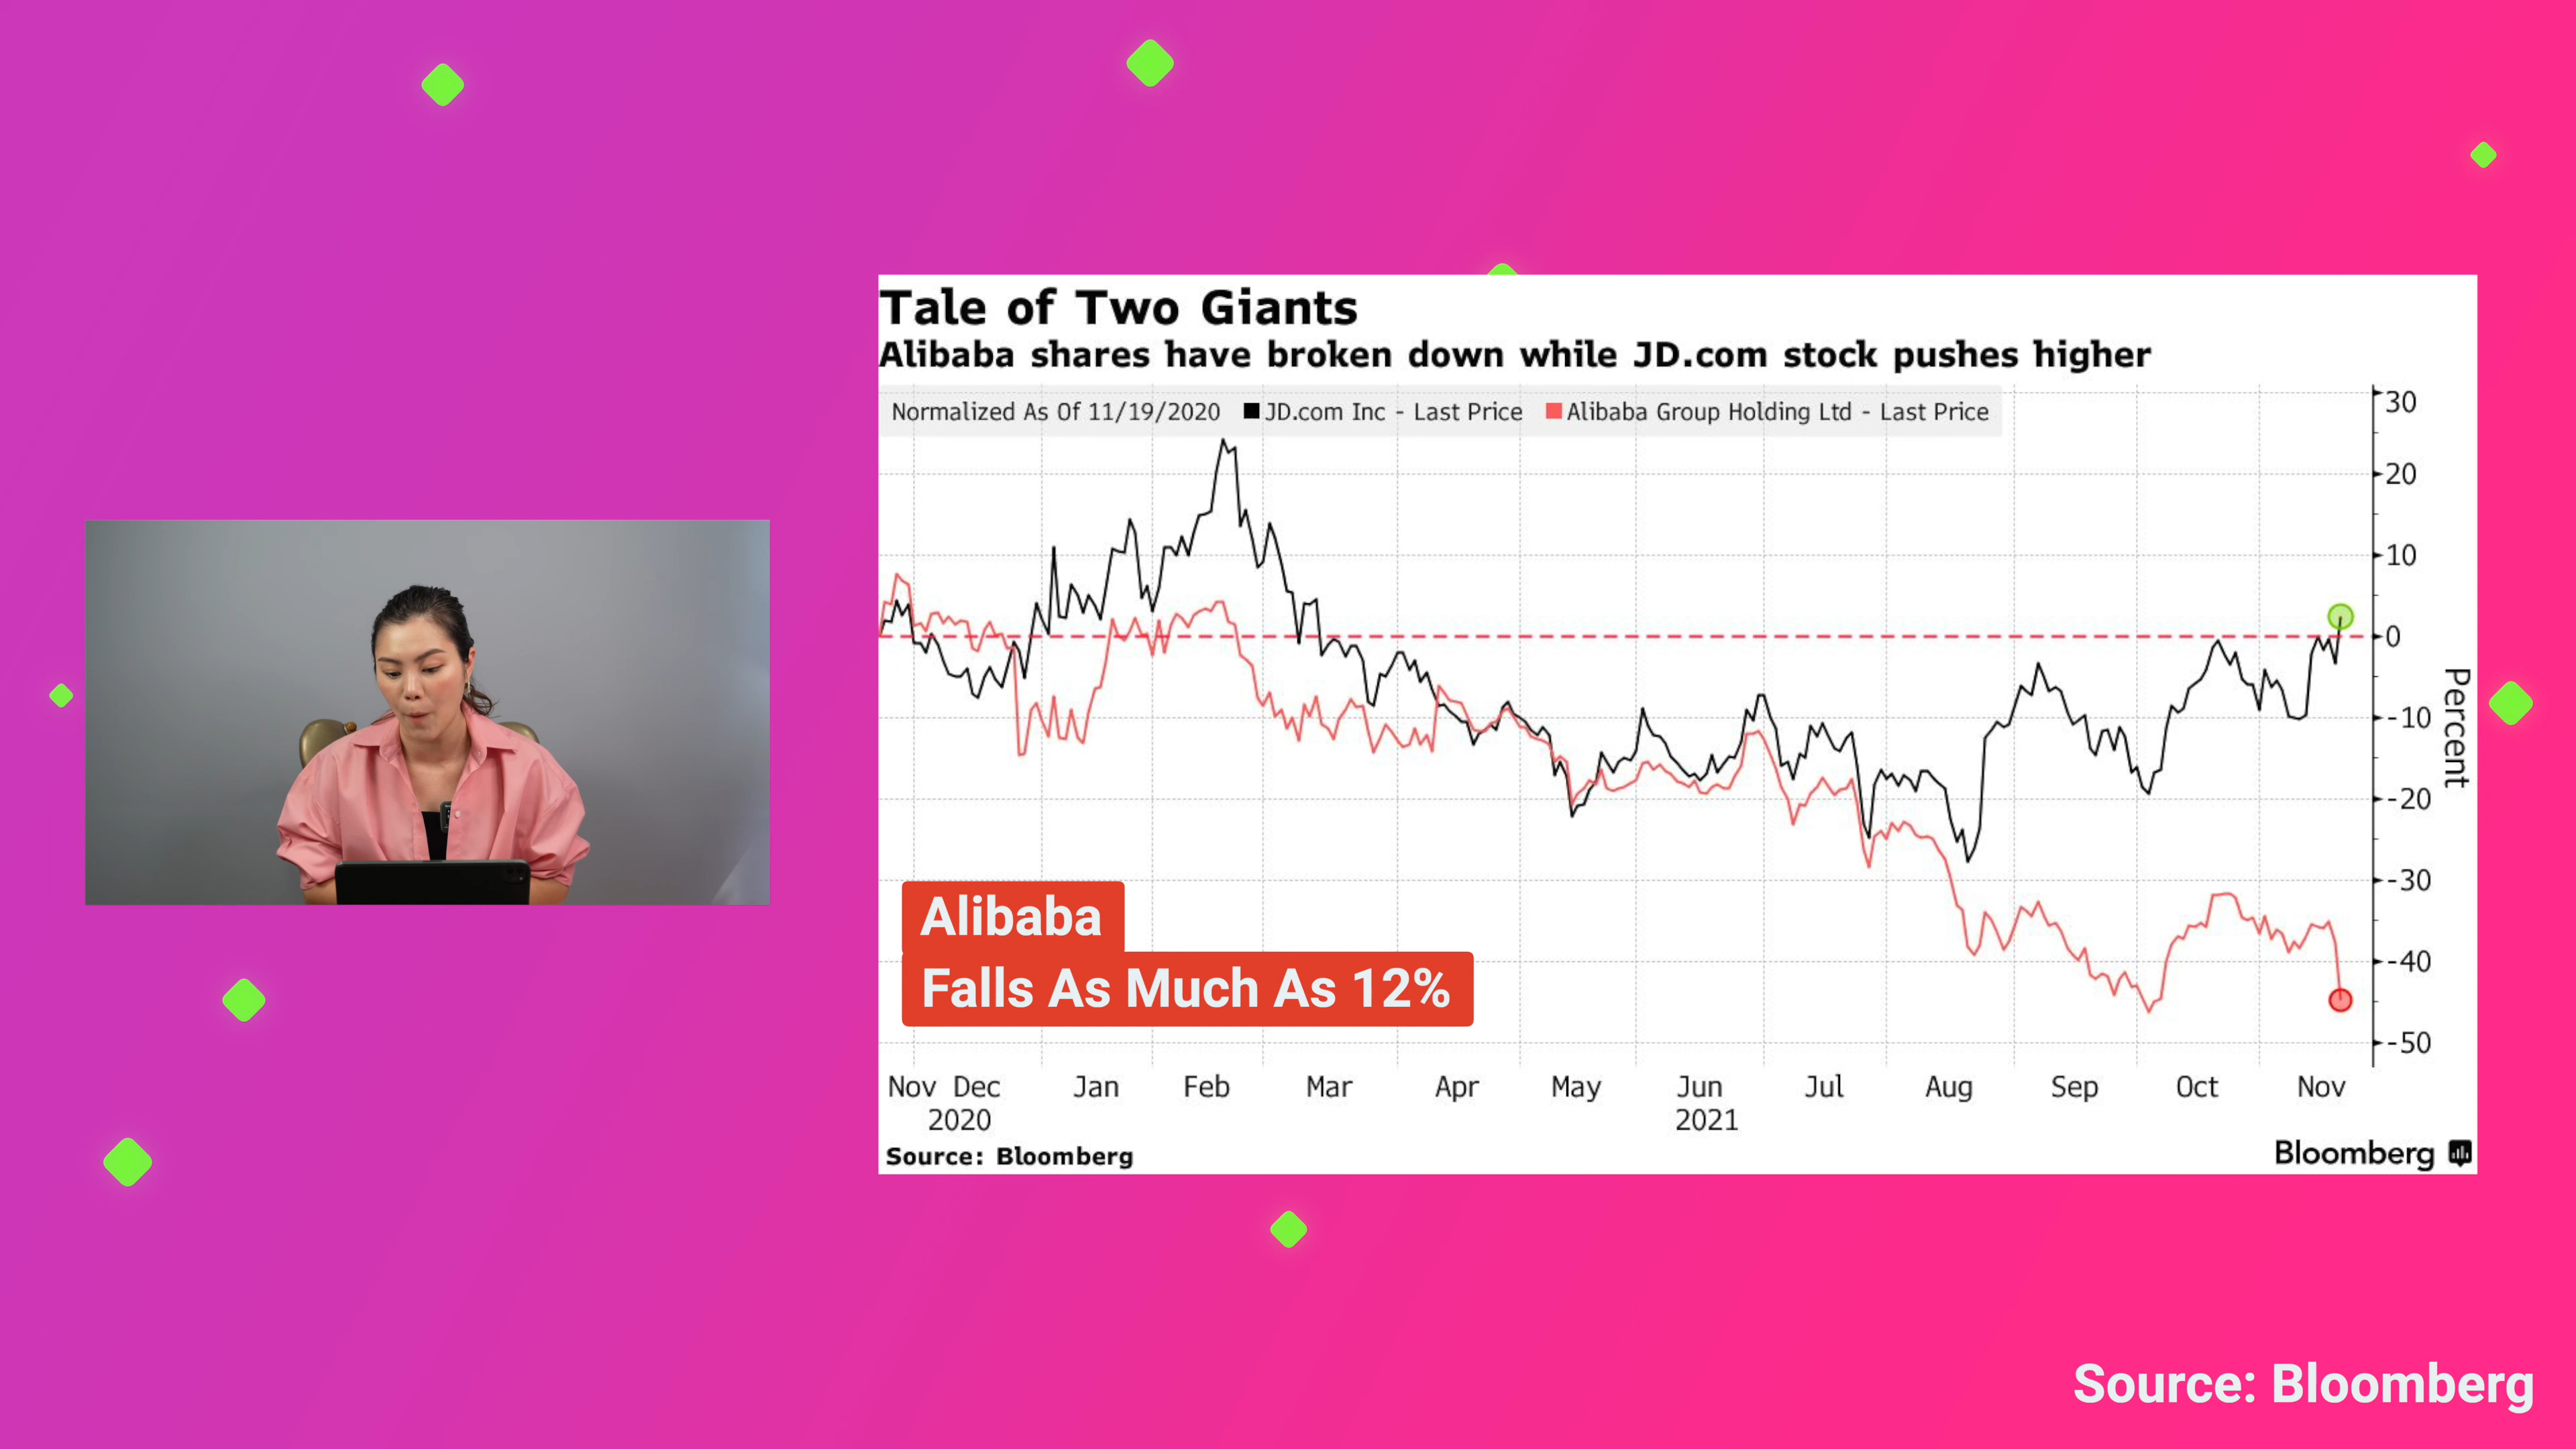 Tale of Two Giants
Alibaba shares have broken down while JD.com stock pushes higher
Normalized As Of 11/19/2020 JD.com Inc - Last Price Alibaba Group Holding Ltd - Last Price
30
20
10
0
-10
-20
-30
-40
-50
Percent
Alibaba
Falls As Much As 12%
Nov Dec Jan Feb Mar Apr May Jun Jul Aug Sep Oct Nov
2020 2021
Source: Bloomberg
Bloomberg
Source: Bloomberg